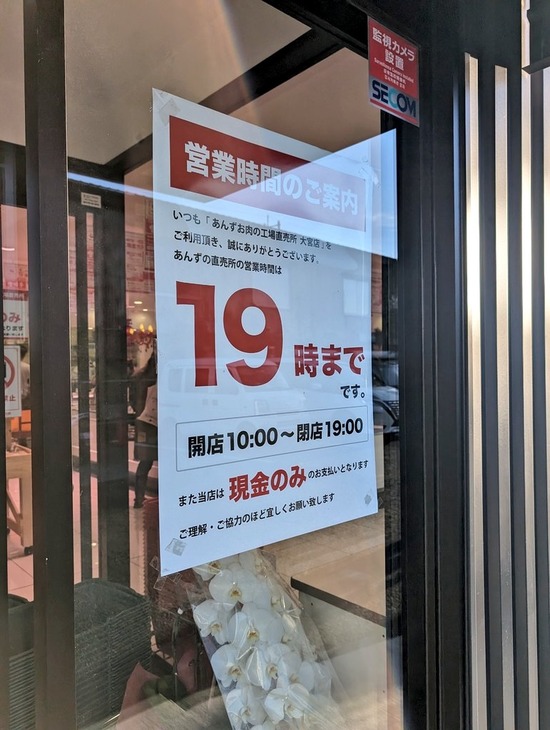 監視カメラ
設置
SECOM
営業時間のご案内
いつも「あんずお肉の工場直売所 大宮店」を
ご利用頂き、誠にありがとうございます。
あんずの直売所の営業時間は
19時まで
です。
開店10:00～閉店19:00
また当店は現金のみのお支払いとなります
ご理解・ご協力のほど宜しくお願い致します
のみ